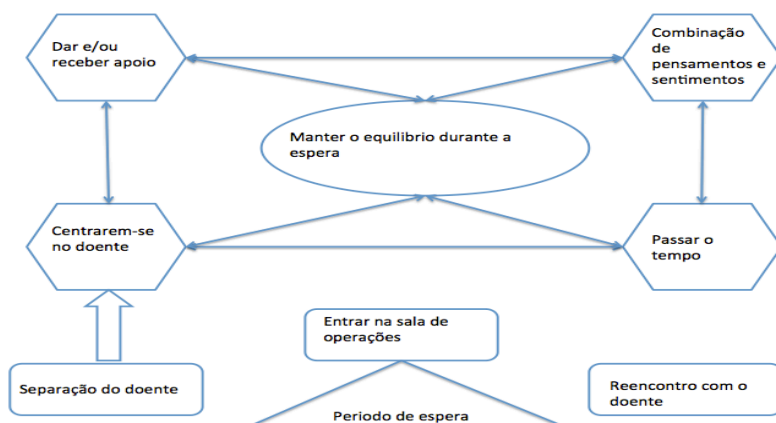 Dar e/ou
receber apoio
Combinação
de
pensamentos e
sentimentos
Manter o equilibrio durante a
espera
Centrarem-se
no doente
Passar o
tempo
Entrar na sala de
operações
Separação do doente
Reencontro com o
doente
Periodo de espera